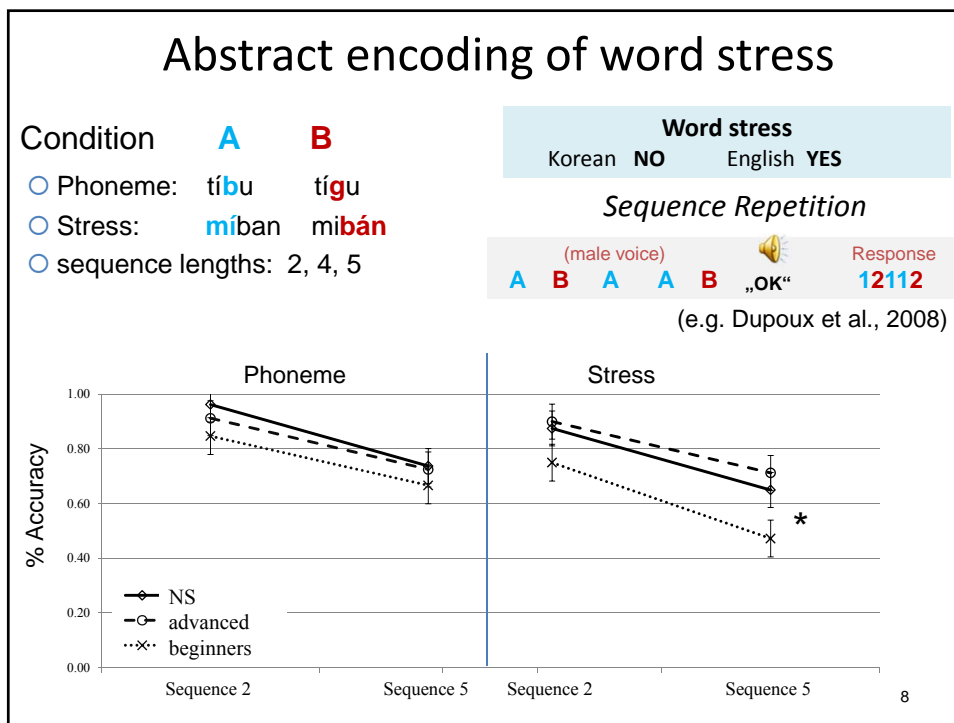 Abstract encoding of word stress
Condition A B
Phoneme: tíbu tígu
Stress: míban mibán
sequence lengths: 2, 4, 5
Word stress
Korean NO English YES
Sequence Repetition
(male voice) Response
A B A A B „OK“ 12112
(e.g. Dupoux et al., 2008)
Phoneme Stress
% Accuracy
1.00
0.80
0.60
*
0.40
0.20
0.00
NS
advanced
beginners
Sequence 2 Sequence 5 Sequence 2 Sequence 5
8